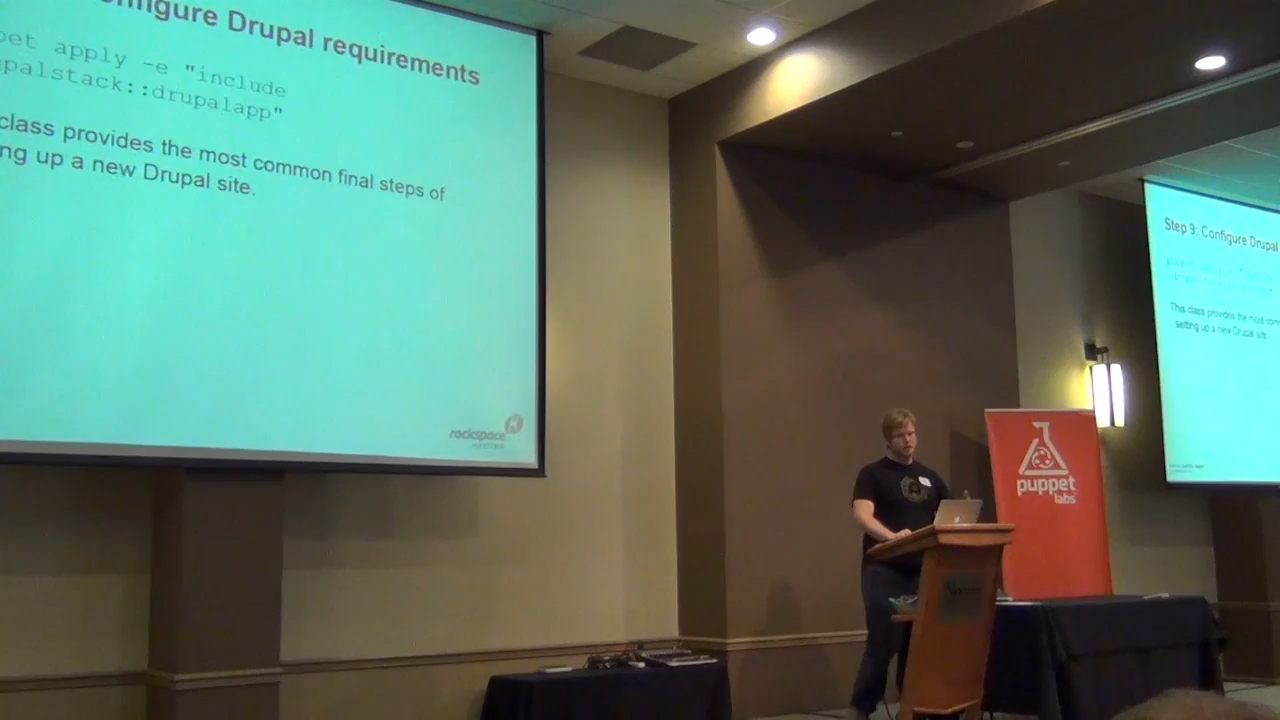 nfigure Drupal requirements
pet apply -e "include
upalstack::drupalapp"
class provides the most common final steps of
ng up a new Drupal site.
rackspace
Step 9: Configure Drupal
This class provides the most com
setting up a new Drupal site.
puppet
labs